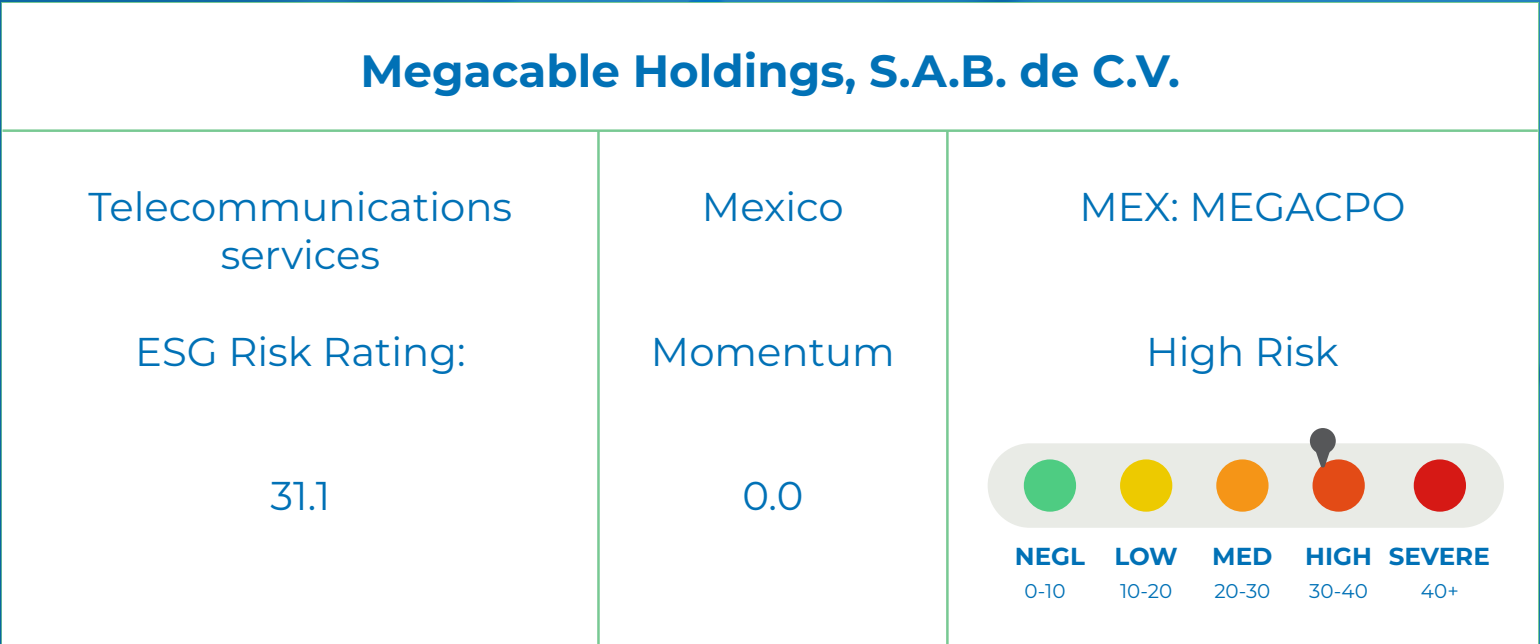 Megacable Holdings, S.A.B. de C.V.
Telecommunications
services
Mexico
MEX: MEGACPO
ESG Risk Rating:
Momentum
High Risk
31.1
0.0
NEGL LOW MED HIGH SEVERE
0-10 10-20 20-30 30-40 40+